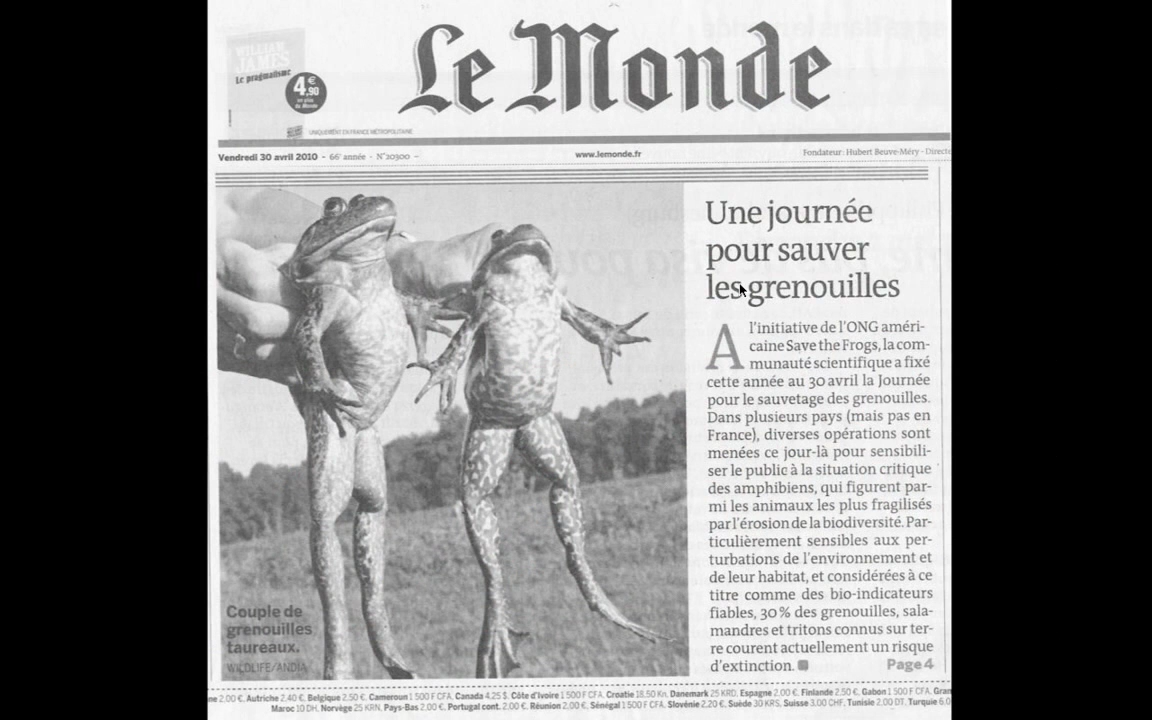 WILLIAM
JAMES
Le pragmatisme
4,90 €
en plus
du Monde
UNIQUEMENT EN FRANCE MÉTROPOLITAINE
Le Monde
Vendredi 30 avril 2010 - 66e année - N°20300 -
www.lemonde.fr
Fondateur : Hubert Beuve-Méry - Directe
Une journée
pour sauver
les grenouilles
A l'initiative de l'ONG améri-
caine Save the Frogs, la com-
munauté scientifique a fixé
cette année au 30 avril la Journée
pour le sauvetage des grenouilles.
Dans plusieurs pays (mais pas en
France), diverses opérations sont
menées ce jour-là pour sensibili-
ser le public à la situation critique
des amphibiens, qui figurent par-
mi les animaux les plus fragilisés
par l'érosion de la biodiversité. Par-
ticulièrement sensibles aux per-
turbations de l'environnement et
de leur habitat, et considérées à ce
titre comme des bio-indicateurs
fiables, 30 % des grenouilles, sala-
mandres et tritons connus sur ter-
re courent actuellement un risque
d'extinction.
Page 4
Couple de
grenouilles
taureaux.
WILDLIFE/ANDIA
ne 2,00 €, Autriche 2,40 €, Belgique 2,50 €, Cameroun 1 500 F CFA, Canada 4,25 $, Côte d'Ivoire 1 500 F CFA, Croatie 18,50 Kn, Danemark 25 KRD, Espagne 2,00 €, Finlande 2,50 €, Gabon 1 500 F CFA, Gran
Maroc 10 DH, Norvège 25 KRN, Pays-Bas 2,00 €, Portugal cont. 2,00 €, Réunion 2,00 €, Sénégal 1 500 F CFA, Slovénie 2,20 €, Suède 30 KRS, Suisse 3,00 CHF, Tunisie 2,00 DT, Turquie 6,0